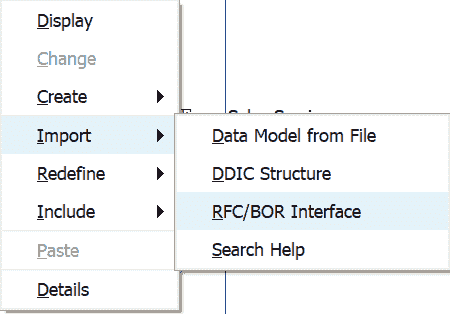 Display
Change
Create
Import
Redefine
Include
Paste
Details
Data Model from File
DDIC Structure
RFC/BOR Interface
Search Help